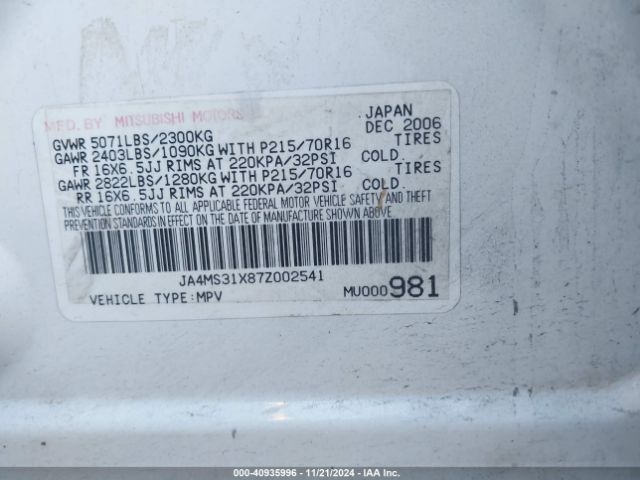 MFD. BY MITSUBISHI MOTORS JAPAN
GVWR 5071LBS/2300KG DEC 2006
GAWR 2403LBS/1090KG WITH P215/70R16 TIRES
FR 16X6.5JJ RIMS AT 220KPA/32PSI COLD.
GAWR 2822LBS/1280KG WITH P215/70R16 TIRES
RR 16X6.5JJ RIMS AT 220KPA/32PSI COLD.
THIS VEHICLE CONFORMS TO ALL APPLICABLE FEDERAL MOTOR VEHICLE SAFETY AND THEFT
PREVENTION STANDARDS IN EFFECT ON THE DATE OF MANUFACTURE SHOWN ABOVE.
JA4MS31X87Z002541
VEHICLE TYPE:MPV MU000981
000-40935996 - 11/21/2024 - IAAI.com